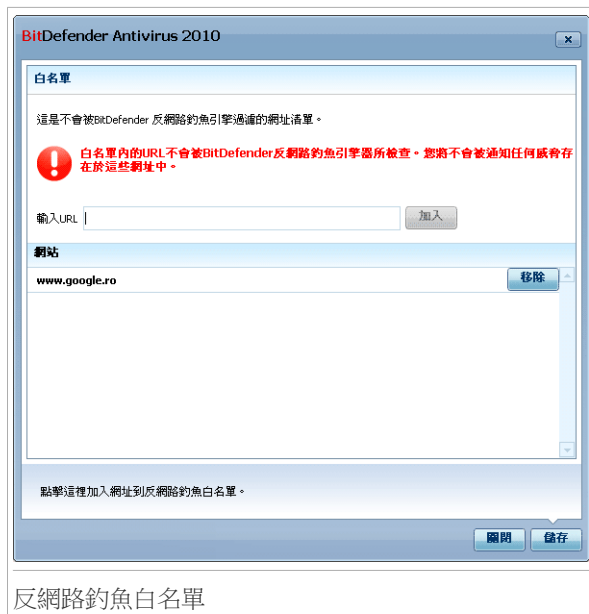 BitDefender Antivirus 2010
白名單
這是不會被BitDefender 反網路釣魚引擎過濾的網址清單。
白名單內的URL不會被BitDefender反網路釣魚引擎器所檢查。您將不會被通知任何威脅存
在於這些網址中。
輸入URL
加入
網站
www.google.ro
移除
點擊這裡加入網址到反網路釣魚白名單。
關閉
儲存
反網路釣魚白名單